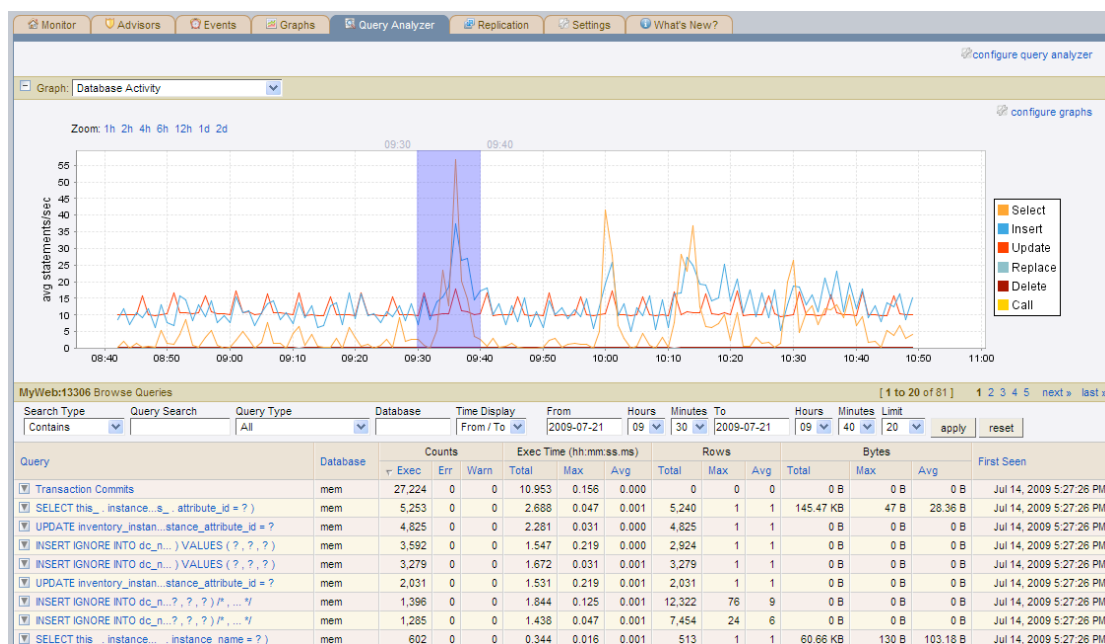 Monitor Advisors Events Graphs Query Analyzer Replication Settings What's New?
configure query analyzer
Graph: Database Activity
configure graphs
Zoom: 1h 2h 4h 6h 12h 1d 2d
09:30 09:40
avg statements/sec
55
50
45
40
35
30
25
20
15
10
5
0
Select
Insert
Update
Replace
Delete
Call
08:40 08:50 09:00 09:10 09:20 09:30 09:40 09:50 10:00 10:10 10:20 10:30 10:40 10:50 11:00
MyWeb:13306 Browse Queries [ 1 to 20 of 81 ] 1 2 3 4 5 next » last »
Search Type Query Search Query Type Database Time Display From Hours Minutes To Hours Minutes Limit
Contains All From / To 2009-07-21 09 30 2009-07-21 09 40 20 apply reset
Query Database Counts Exec Time (hh:mm:ss.ms) Rows Bytes First Seen
Exec Err Warn Total Max Avg Total Max Avg Total Max Avg
Transaction Commits mem 27,224 0 0 10.953 0.156 0.000 0 0 0 0 B 0 B 0 B Jul 14, 2009 5:27:26 PM
SELECT this_ . instance...s_ . attribute_id = ? ) mem 5,253 0 0 2.688 0.047 0.001 5,240 1 1 145.47 KB 47 B 28.36 B Jul 14, 2009 5:27:26 PM
UPDATE inventory_instan...stance_attribute_id = ? mem 4,825 0 0 2.281 0.031 0.000 4,825 1 1 0 B 0 B 0 B Jul 14, 2009 5:27:26 PM
INSERT IGNORE INTO dc_n... ) VALUES ( ? , ? , ? ) mem 3,592 0 0 1.547 0.219 0.000 2,924 1 1 0 B 0 B 0 B Jul 14, 2009 5:27:26 PM
INSERT IGNORE INTO dc_n... ) VALUES ( ? , ? , ? ) mem 3,279 0 0 1.672 0.031 0.001 3,279 1 1 0 B 0 B 0 B Jul 14, 2009 5:27:26 PM
UPDATE inventory_instan...stance_attribute_id = ? mem 2,031 0 0 1.531 0.219 0.001 2,031 1 1 0 B 0 B 0 B Jul 14, 2009 5:27:26 PM
INSERT IGNORE INTO dc_n...? , ? , ? ) /* , ... */ mem 1,396 0 0 1.844 0.125 0.001 12,322 76 9 0 B 0 B 0 B Jul 14, 2009 5:27:26 PM
INSERT IGNORE INTO dc_n...? , ? , ? ) /* , ... */ mem 1,285 0 0 1.438 0.047 0.001 7,454 24 6 0 B 0 B 0 B Jul 14, 2009 5:27:26 PM
SELECT this_ . instance... . instance_name = ? ) mem 602 0 0 0.344 0.016 0.001 513 1 1 60.66 KB 130 B 103.18 B Jul 14, 2009 5:27:26 PM